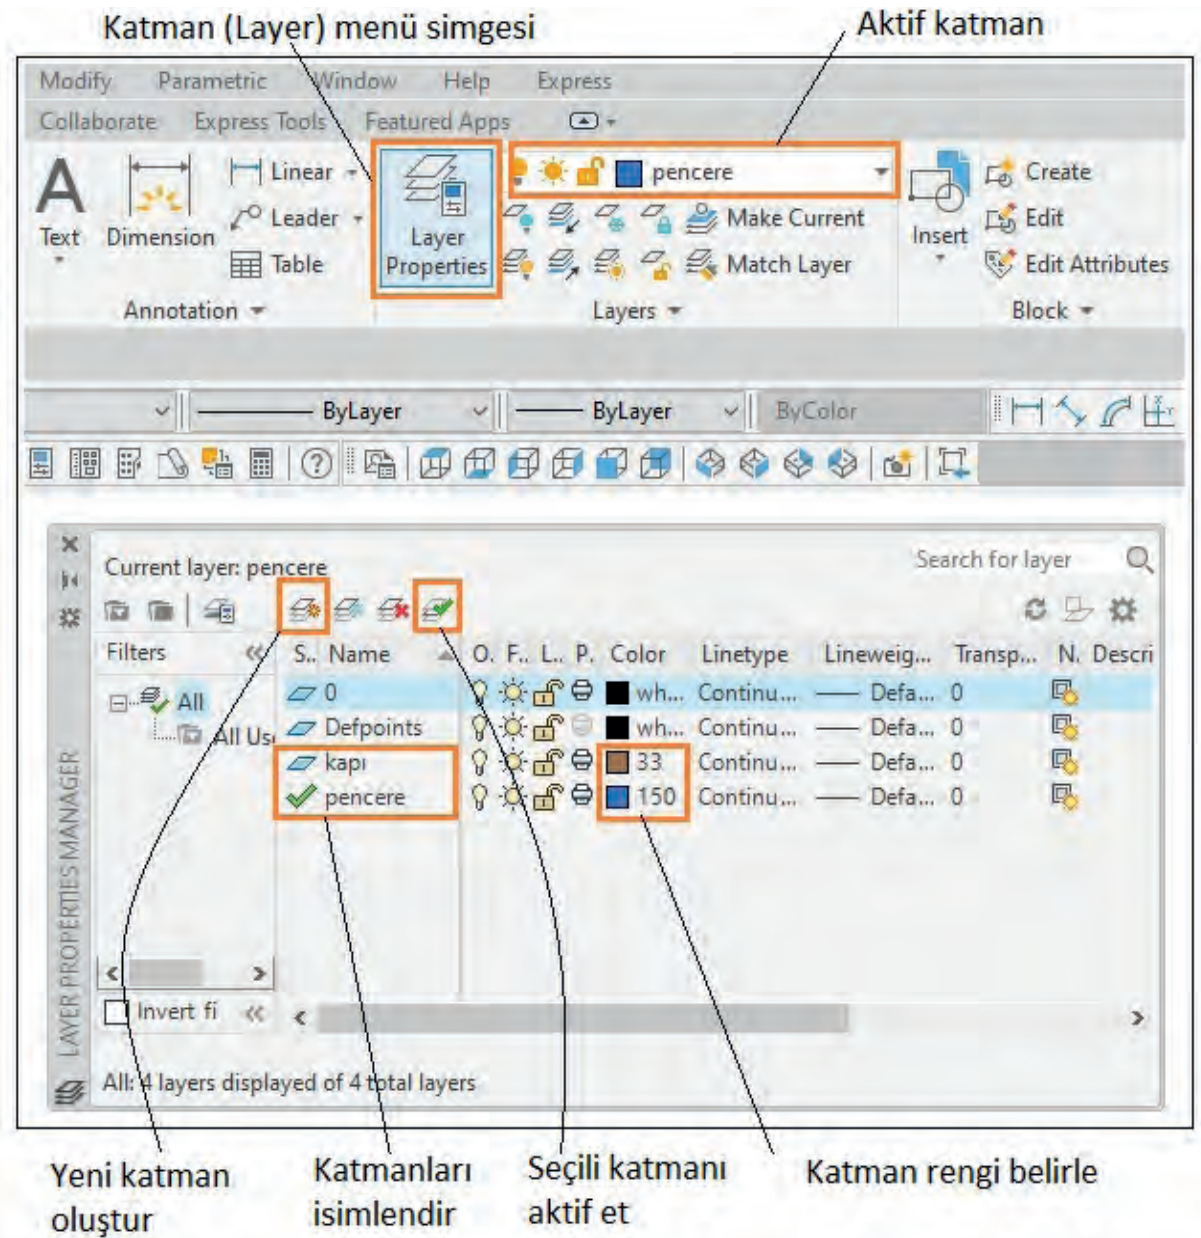 Katman (Layer) menü simgesi
Aktif katman
Modify Parametric Window Help Express
Collaborate Express Tools Featured Apps
A
Text
Dimension
Linear
Leader
Table
Annotation
Layer
Properties
pencere
Make Current
Match Layer
Layers
Insert
Create
Edit
Edit Attributes
Block
ByLayer ByLayer ByColor
Current layer: pencere
Search for layer
Filters
All
All Use
S.. Name O. F.. L.. P. Color Linetype Lineweig... Transp... N. Descri
0 wh... Continu... Defa... 0
Defpoints wh... Continu... Defa... 0
kapı 33 Continu... Defa... 0
pencere 150 Continu... Defa... 0
Invert fi
All: 4 layers displayed of 4 total layers
LAYER PROPERTIES MANAGER
Yeni katman
oluştur
Katmanları
isimlendir
Seçili katmanı
aktif et
Katman rengi belirle